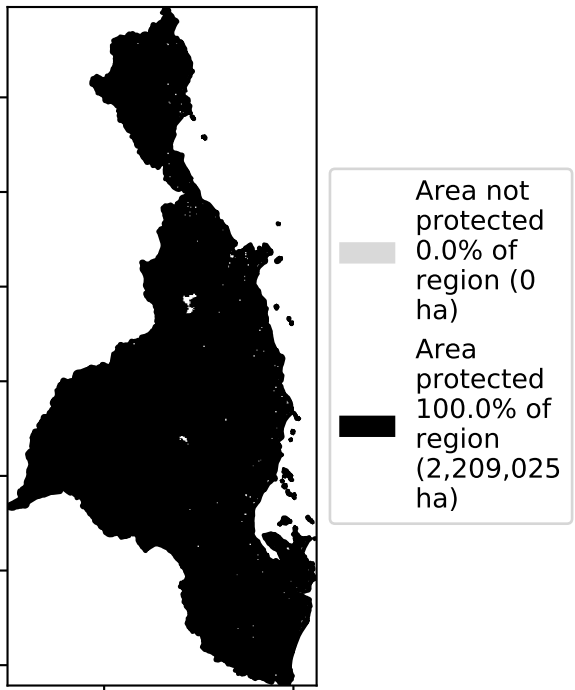 Area not
protected
0.0% of
region (0
ha)
Area
protected
100.0% of
region
(2,209,025
ha)